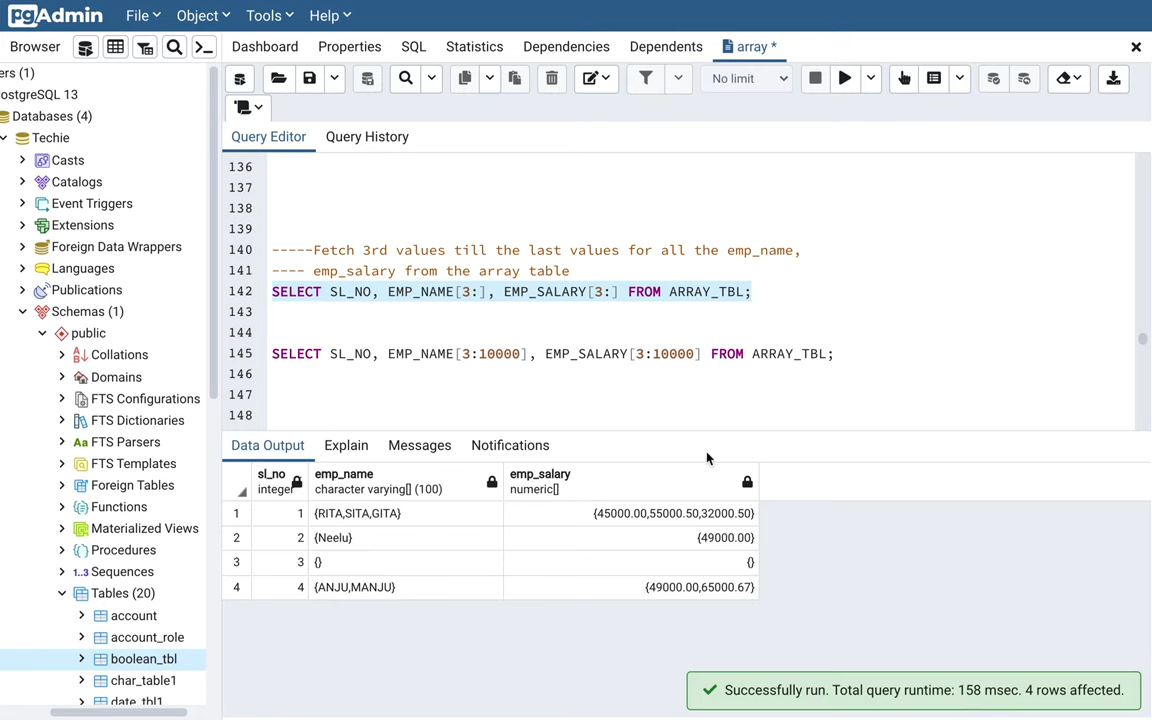 pgAdmin File Object Tools Help
Browser Dashboard Properties SQL Statistics Dependencies Dependents array *
No limit
Query Editor Query History
ers (1)
ostgreSQL 13
Databases (4)
Techie
Casts
Catalogs
Event Triggers
Extensions
Foreign Data Wrappers
Languages
Publications
Schemas (1)
public
Collations
Domains
FTS Configurations
FTS Dictionaries
Aa FTS Parsers
FTS Templates
Foreign Tables
Functions
Materialized Views
Procedures
1..3 Sequences
Tables (20)
account
account_role
boolean_tbl
char_table1
date_tbl1
136
137
138
139
140 -----Fetch 3rd values till the last values for all the emp_name,
141 ---- emp_salary from the array table
142 SELECT SL_NO, EMP_NAME[3:], EMP_SALARY[3:] FROM ARRAY_TBL;
143
144
145 SELECT SL_NO, EMP_NAME[3:10000], EMP_SALARY[3:10000] FROM ARRAY_TBL;
146
147
148
Data Output Explain Messages Notifications
sl_no emp_name emp_salary
integer character varying[] (100) numeric[]
1 1 {RITA,SITA,GITA} {45000.00,55000.50,32000.50}
2 2 {Neelu} {49000.00}
3 3 {} {}
4 4 {ANJU,MANJU} {49000.00,65000.67}
Successfully run. Total query runtime: 158 msec. 4 rows affected.